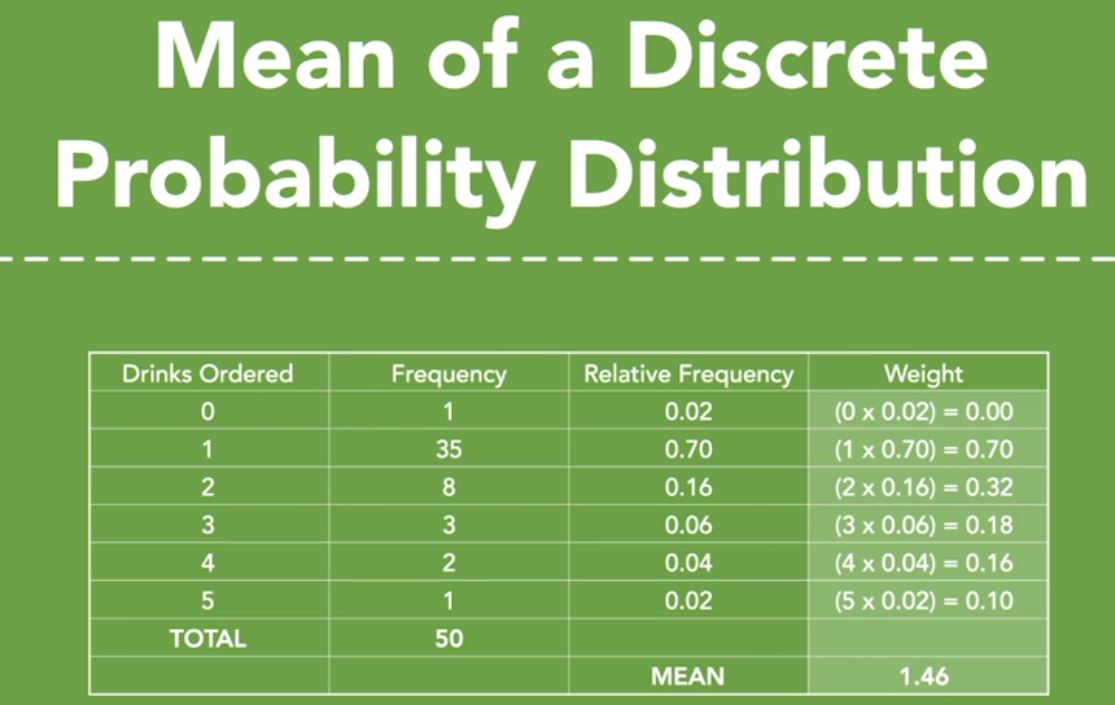 Mean of a Discrete
Probability Distribution
Drinks Ordered Frequency Relative Frequency Weight
0 1 0.02 (0 x 0.02) = 0.00
1 35 0.70 (1 x 0.70) = 0.70
2 8 0.16 (2 x 0.16) = 0.32
3 3 0.06 (3 x 0.06) = 0.18
4 2 0.04 (4 x 0.04) = 0.16
5 1 0.02 (5 x 0.02) = 0.10
TOTAL 50
MEAN 1.46